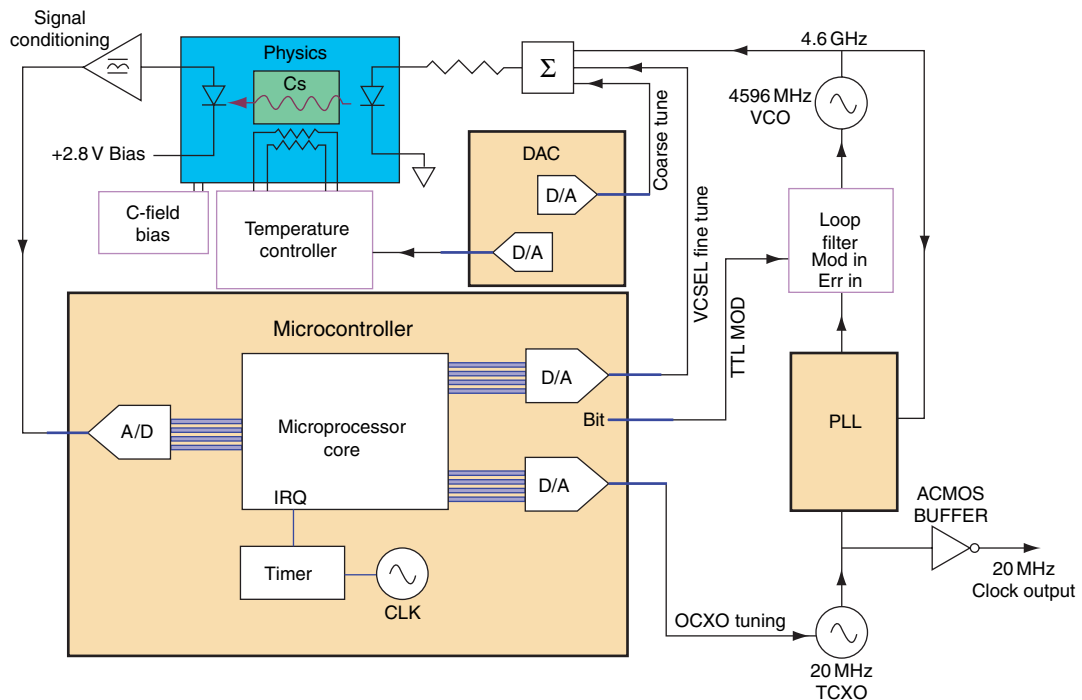 Signal
conditioning
Physics
Cs
+2.8 V Bias
C-field
bias
Temperature
controller
Σ
DAC
D/A
D/A
Coarse tune
VCSEL fine tune
TTL MOD
4.6 GHz
4596 MHz
VCO
Loop
filter
Mod in
Err in
PLL
ACMOS
BUFFER
20 MHz
Clock output
20 MHz
TCXO
OCXO tuning
Microcontroller
Microprocessor
core
IRQ
A/D
D/A
Bit
D/A
Timer
CLK